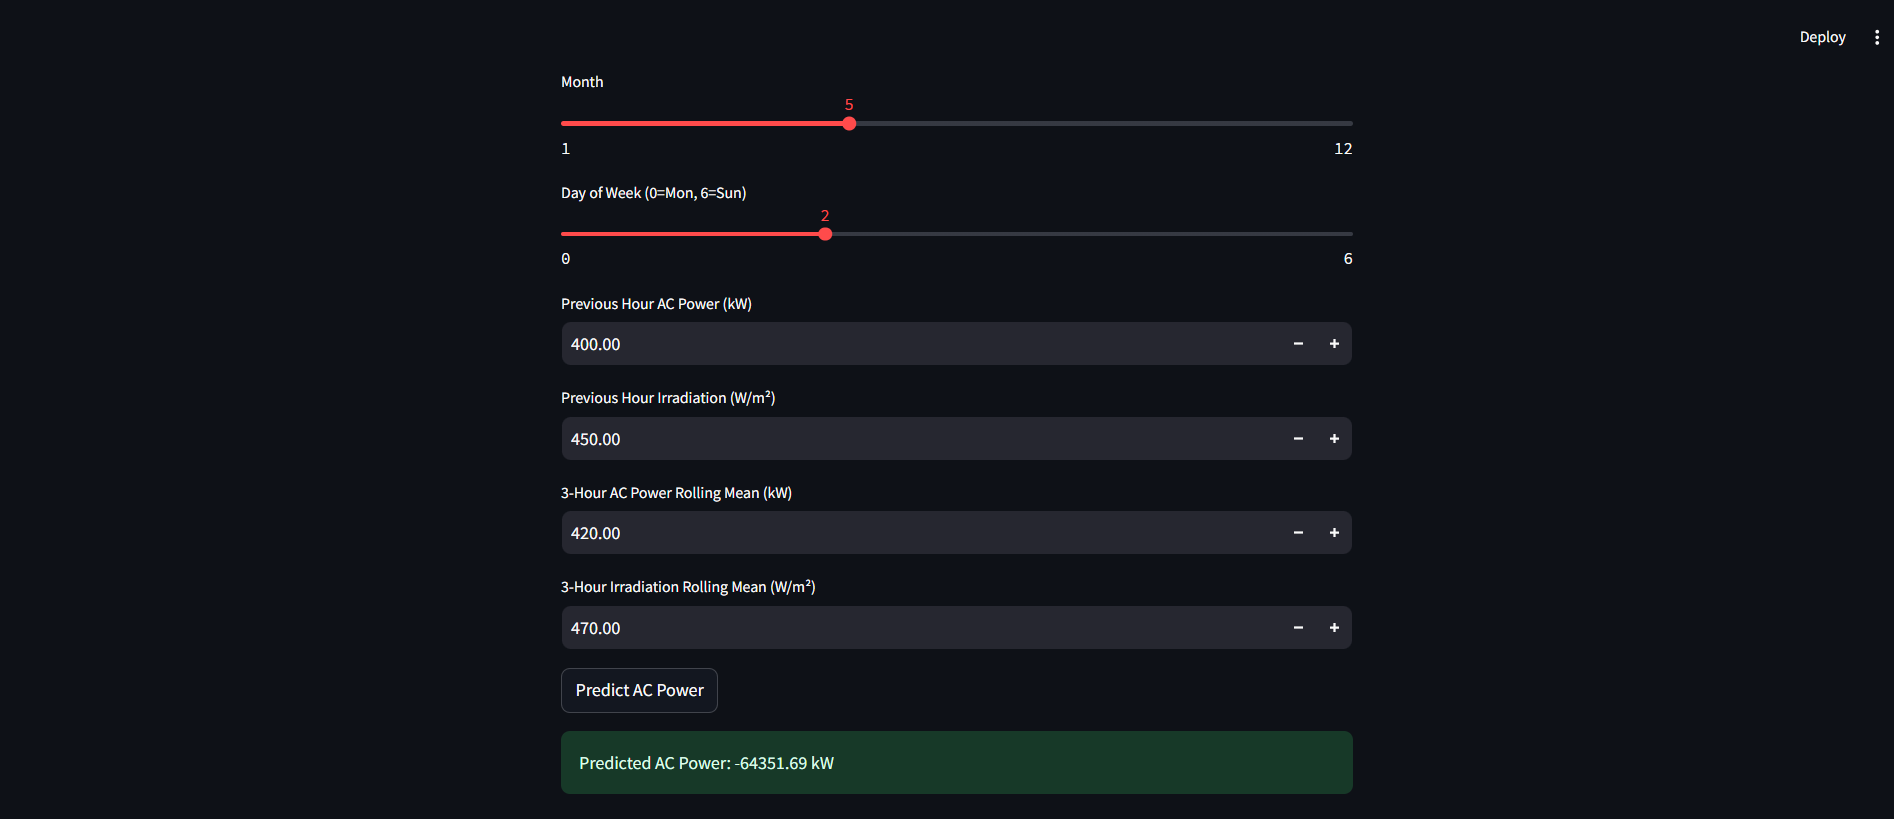 Deploy
Month
5
1 12
Day of Week (0=Mon, 6=Sun)
2
0 6
Previous Hour AC Power (kW)
400.00
Previous Hour Irradiation (W/m²)
450.00
3-Hour AC Power Rolling Mean (kW)
420.00
3-Hour Irradiation Rolling Mean (W/m²)
470.00
Predict AC Power
Predicted AC Power: -64351.69 kW